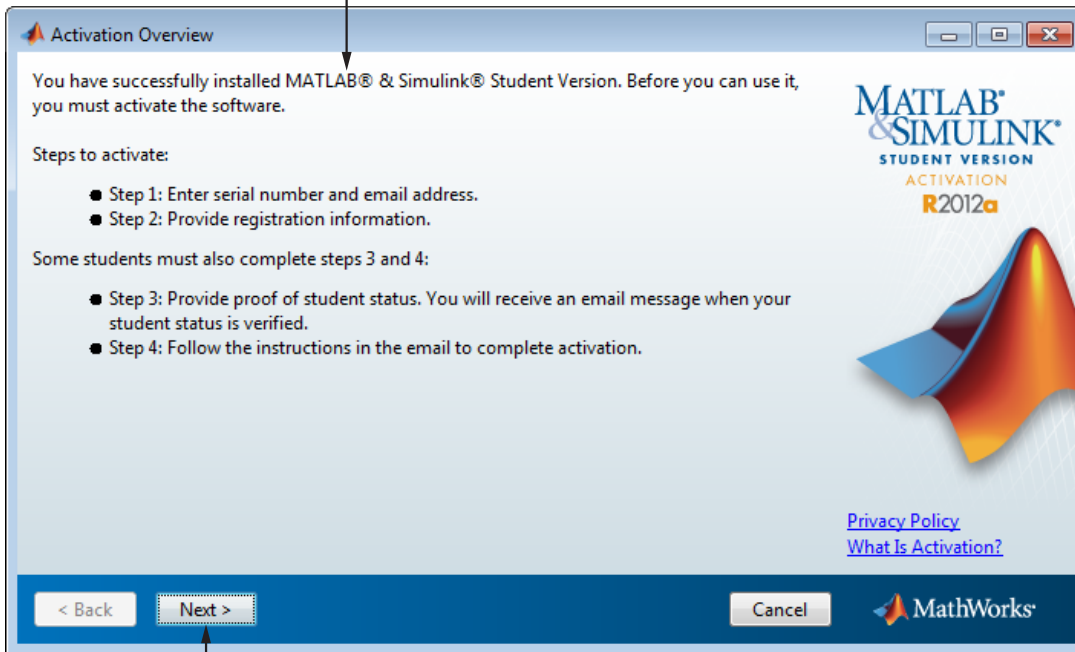 Activation Overview
You have successfully installed MATLAB® & Simulink® Student Version. Before you can use it,
you must activate the software.
Steps to activate:
● Step 1: Enter serial number and email address.
● Step 2: Provide registration information.
Some students must also complete steps 3 and 4:
● Step 3: Provide proof of student status. You will receive an email message when your
student status is verified.
● Step 4: Follow the instructions in the email to complete activation.
MATLAB®
&SIMULINK®
STUDENT VERSION
ACTIVATION
R2012a
Privacy Policy
What Is Activation?
< Back
Next >
Cancel
MathWorks®